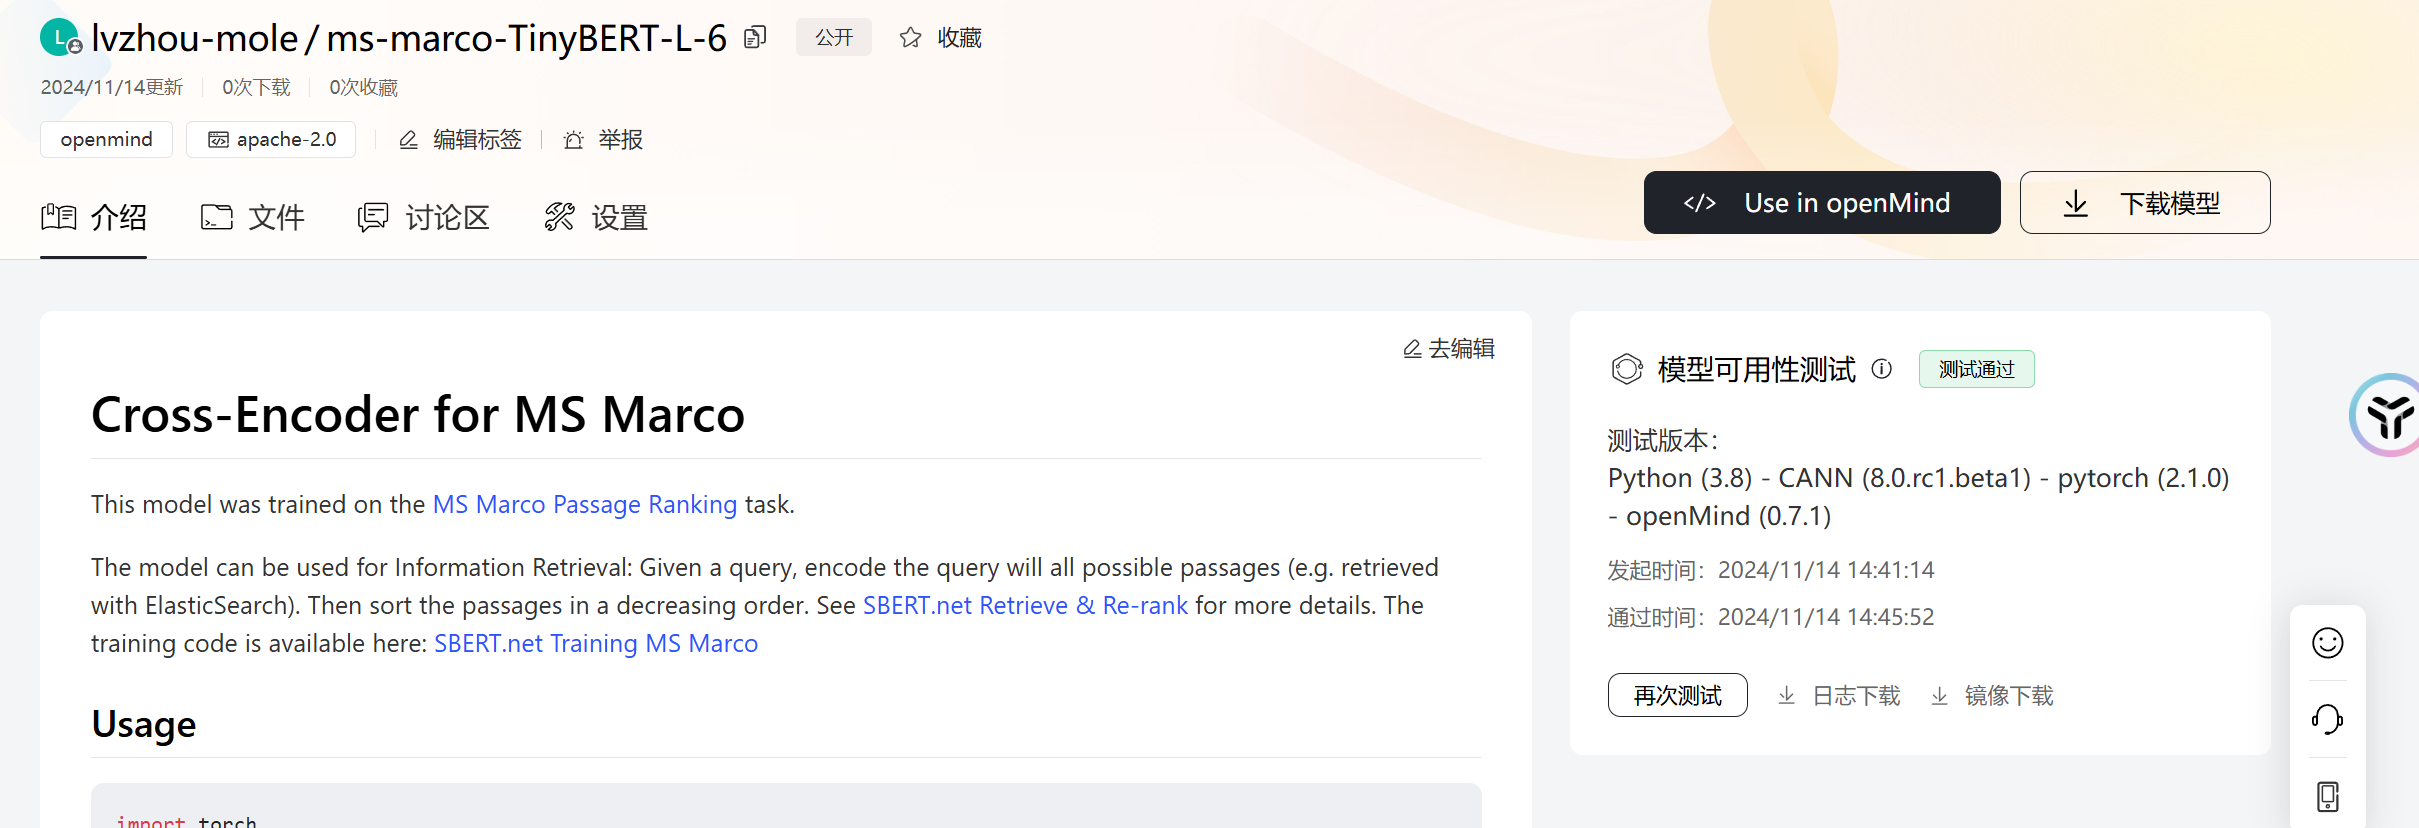 L
lvzhou-mole / ms-marco-TinyBERT-L-6 公开 收藏
2024/11/14更新 0次下载 0次收藏
openmind apache-2.0 编辑标签 举报
介绍 文件 讨论区 设置
Use in openMind 下载模型
去编辑
Cross-Encoder for MS Marco
This model was trained on the MS Marco Passage Ranking task.
The model can be used for Information Retrieval: Given a query, encode the query will all possible passages (e.g. retrieved
with ElasticSearch). Then sort the passages in a decreasing order. See SBERT.net Retrieve & Re-rank for more details. The
training code is available here: SBERT.net Training MS Marco
Usage
import torch
模型可用性测试 测试通过
测试版本：
Python (3.8) - CANN (8.0.rc1.beta1) - pytorch (2.1.0)
- openMind (0.7.1)
发起时间：2024/11/14 14:41:14
通过时间：2024/11/14 14:45:52
再次测试 日志下载 镜像下载